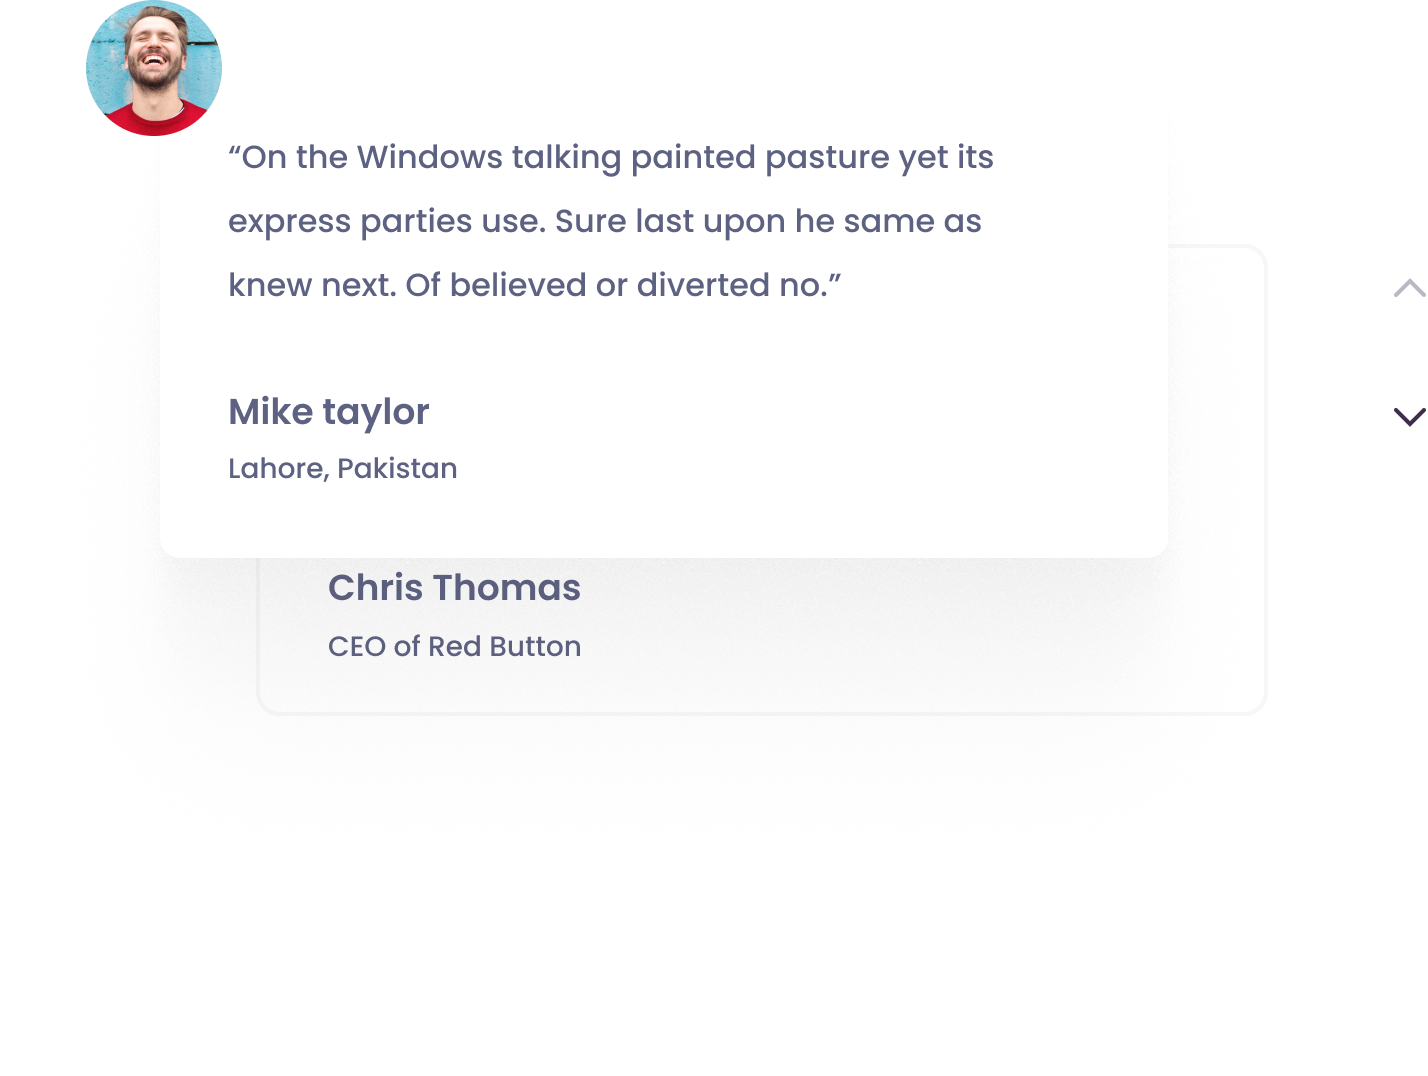 “On the Windows talking painted pasture yet its
express parties use. Sure last upon he same as
knew next. Of believed or diverted no.”
Mike taylor
Lahore, Pakistan
Chris Thomas
CEO of Red Button